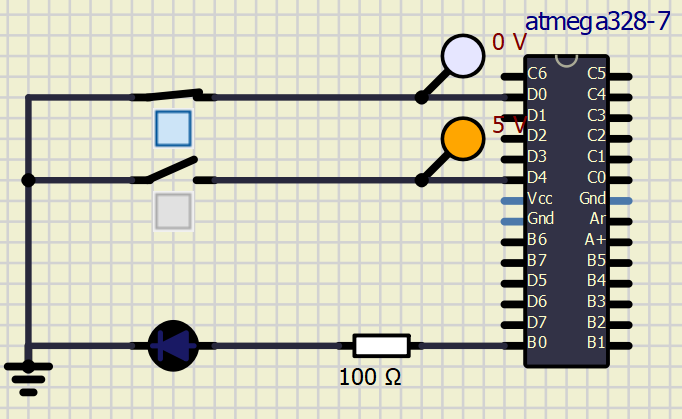 atmega328-7
0 V
5 V
C6 C5
D0 C4
D1 C3
D2 C2
D3 C1
D4 C0
Vcc Gnd
Gnd Ar
B6 A+
B7 B5
D5 B4
D6 B3
D7 B2
B0 B1
100 Ω